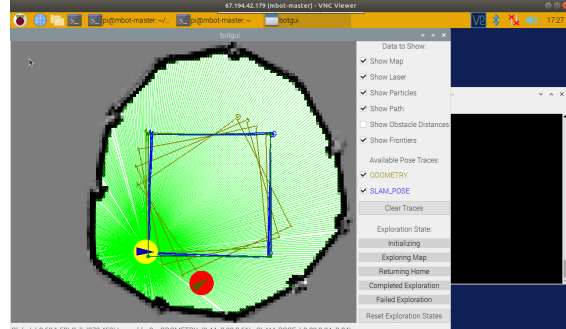 67.194.42.179 (mbot-master) - VNC Viewer
pi@mbot-master: ~/...
pi@mbot-master: ~
botgui
17:27
botgui
Data to Show:
Show Map
Show Laser
Show Particles
Show Path
Show Obstacle Distances
Show Frontiers
Available Pose Traces:
ODOMETRY
SLAM_POSE
Clear Traces
Exploration State:
Initializing
Exploring Map
Returning Home
Completed Exploration
Failed Exploration
Reset Exploration States